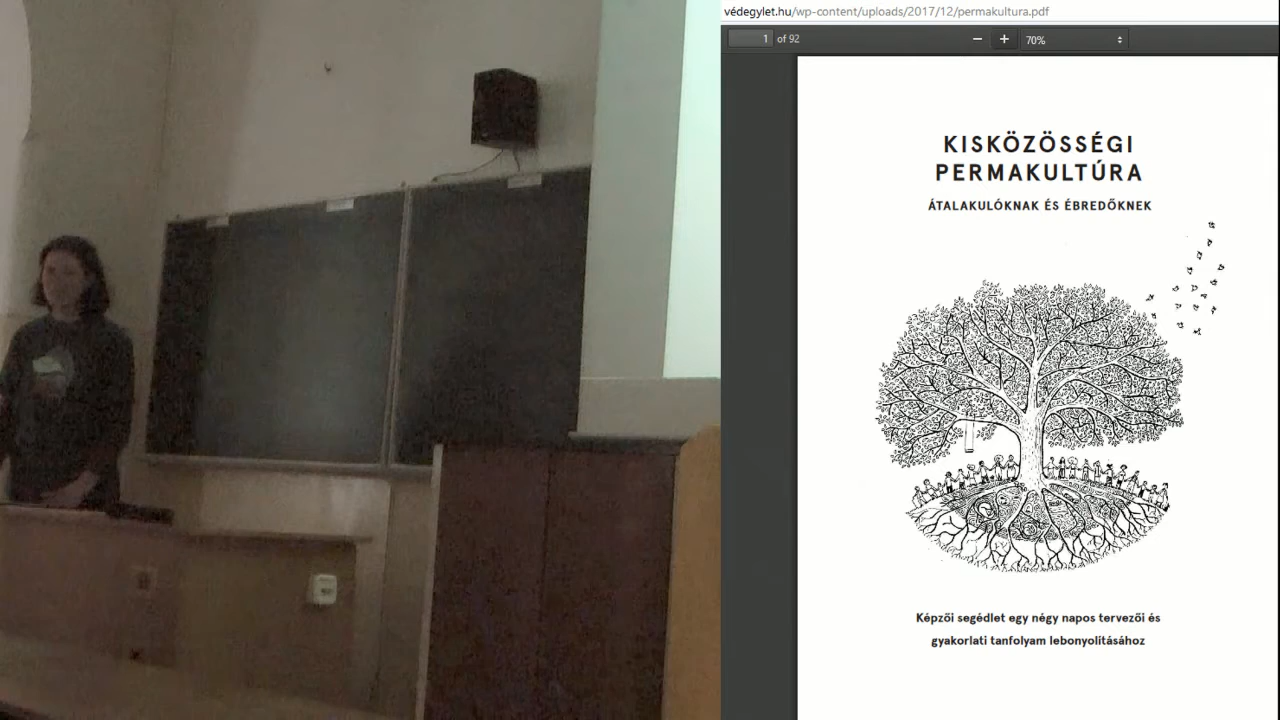 védegylet.hu/wp-content/uploads/2017/12/permakultura.pdf
1 of 92
70%
KISKÖZÖSSÉGI
PERMAKULTÚRA
ÁTALAKULÓKNAK ÉS ÉBREDŐKNEK
Képzői segédlet egy négy napos tervezői és
gyakorlati tanfolyam lebonyolításához